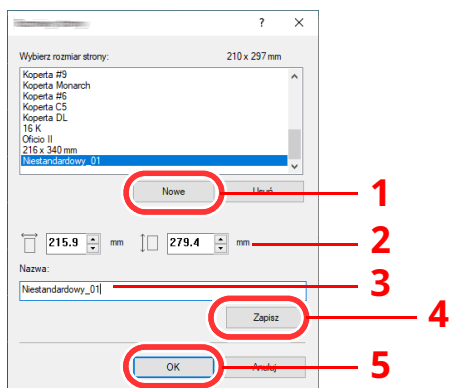 ?
Wybierz rozmiar strony: 210 x 297 mm
Koperta #9
Koperta Monarch
Koperta #6
Koperta C5
Koperta DL
16 K
Oficio II
216 x 340 mm
Niestandardowy_01
Nowe Usuń 1
215.9 mm 279.4 mm 2
Nazwa:
Niestandardowy_01 3
Zapisz 4
OK Anuluj 5